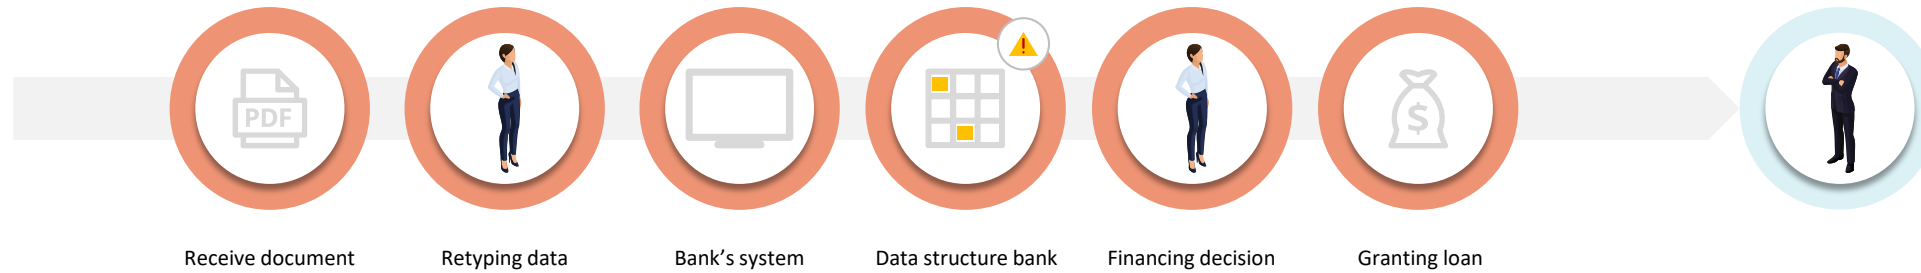 PDF
$
Receive document
Retyping data
Bank's system
Data structure bank
Financing decision
Granting loan